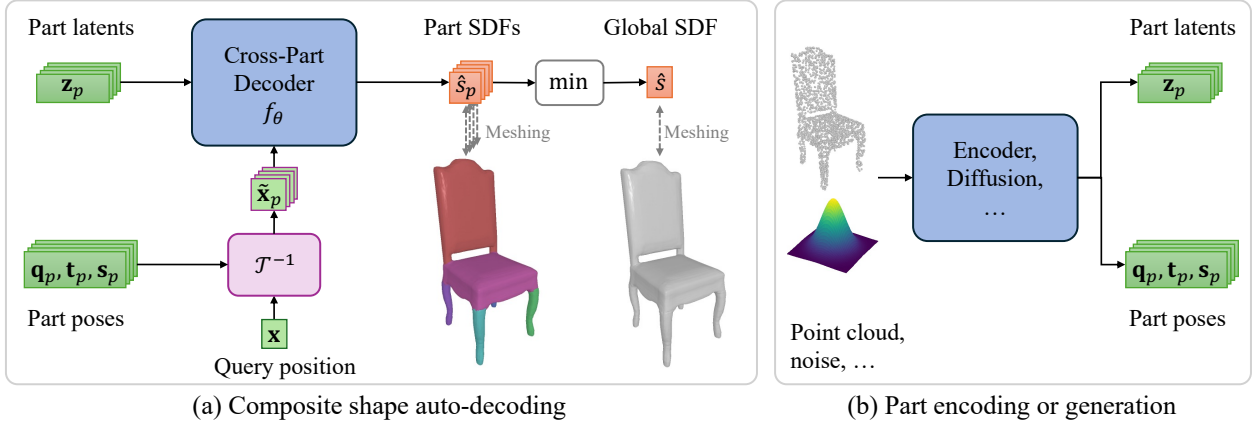 Part latents
𝐳ₚ
Cross-Part
Decoder
f_θ
Part SDFs
ŝₚ
min
Global SDF
ŝ
Meshing
Meshing
x̃ₚ
𝐪ₚ, 𝐭ₚ, 𝐬ₚ
𝒯⁻¹
Part poses
𝐱
Query position
(a) Composite shape auto-decoding
Part latents
𝐳ₚ
Encoder,
Diffusion,
…
𝐪ₚ, 𝐭ₚ, 𝐬ₚ
Part poses
Point cloud,
noise, …
(b) Part encoding or generation